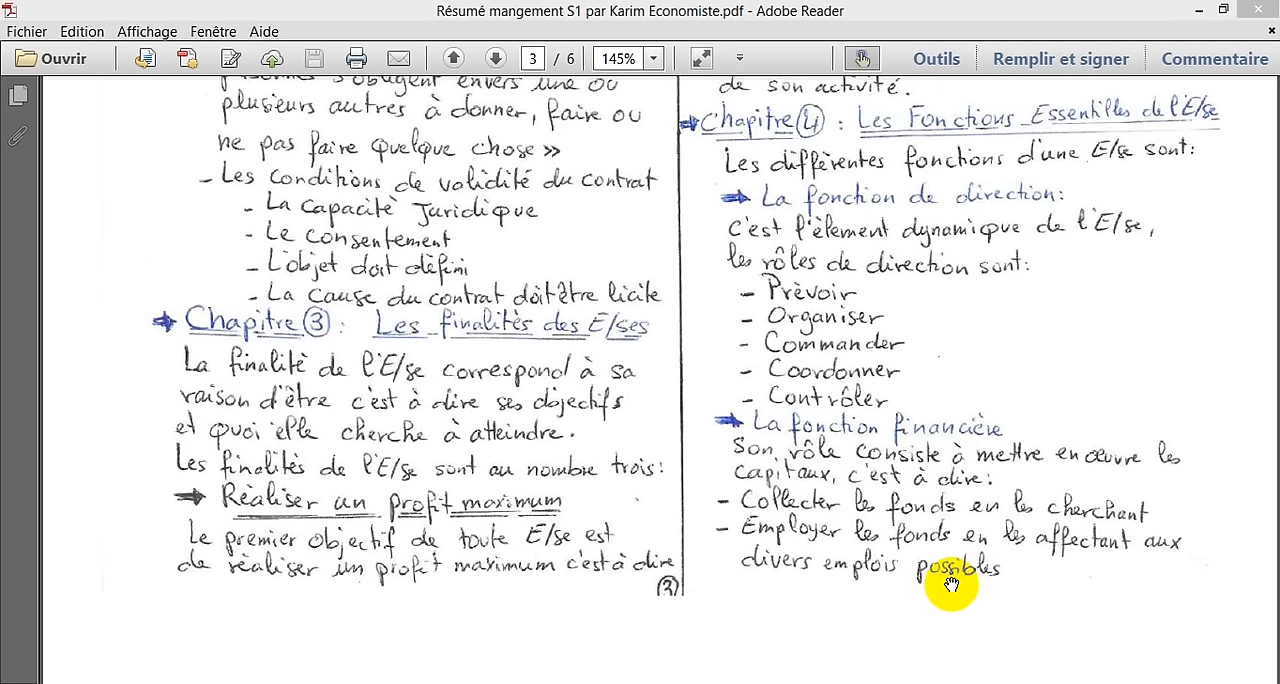 Résumé mangement S1 par Karim Economiste.pdf - Adobe Reader
Fichier Edition Affichage Fenêtre Aide
Ouvrir 3 / 6 145% Outils Remplir et signer Commentaire
s'obligent envers une ou
plusieurs autres à donner, faire ou
ne pas faire quelque chose »
- Les conditions de validité du contrat
- La capacité Juridique
- Le consentement
- L'objet doit défini
- La cause du contrat doit être licite
Chapitre 3 : Les finalités des E/ses
La finalité de l'E/se correspond à sa
raison d'être c'est à dire ses objectifs
et quoi elle cherche à atteindre.
Les finalités de l'E/se sont au nombre trois:
Réaliser un profit maximum
Le premier objectif de toute E/se est
de réaliser un profit maximum c'est à dire
3
de son activité.
Chapitre 4 : Les Fonctions Essentilles de l'E/se
Les différentes fonctions d'une E/se sont:
La fonction de direction:
c'est l'élement dynamique de l'E/se,
les rôles de direction sont:
- Prévoir
- Organiser
- Commander
- Coordonner
- Contrôler
La fonction financière
Son rôle consiste à mettre en œuvre les
capitaux, c'est à dire:
- Collecter les fonds en les cherchant
- Employer les fonds en les affectant aux
divers emplois possibles